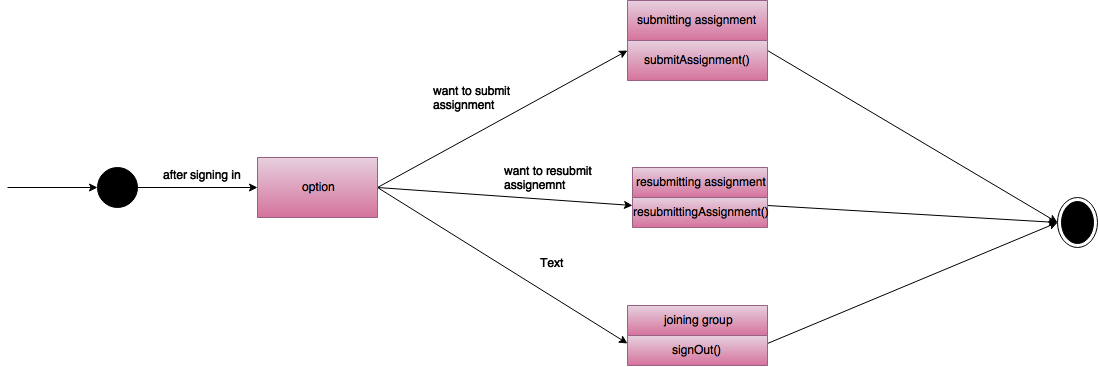 submitting assignment
submitAssignment()
want to submit
assignment
after signing in
option
want to resubmit
assignemnt
resubmitting assignment
resubmittingAssignment()
Text
joining group
signOut()